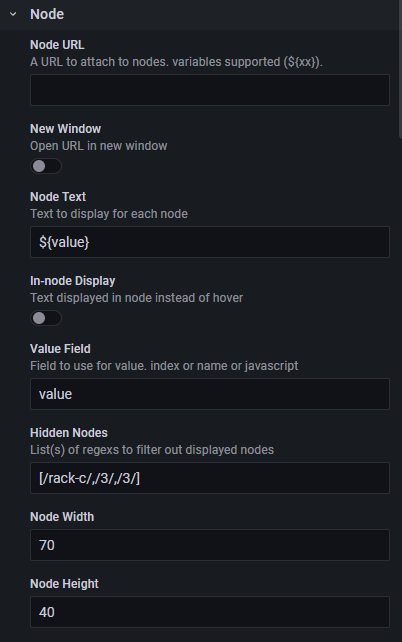 Node
Node URL
A URL to attach to nodes. variables supported (${xx}).
New Window
Open URL in new window
Node Text
Text to display for each node
${value}
In-node Display
Text displayed in node instead of hover
Value Field
Field to use for value. index or name or javascript
value
Hidden Nodes
List(s) of regexs to filter out displayed nodes
[/rack-c/,/3/,/3/]
Node Width
70
Node Height
40